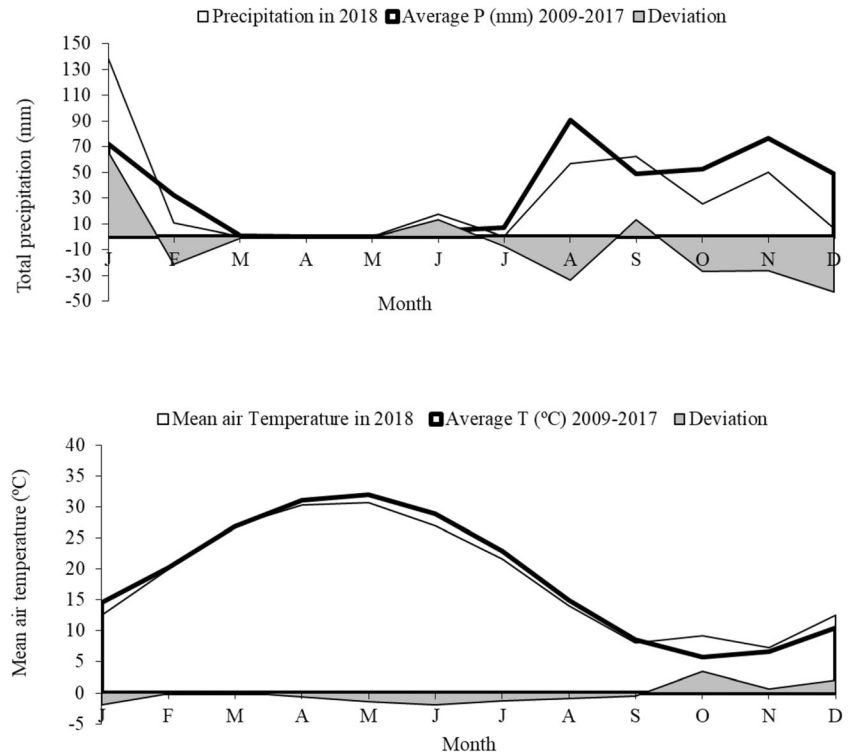 Precipitation in 2018 Average P (mm) 2009-2017 Deviation
Total precipitation (mm)
150
130
110
90
70
50
30
10
-10
-30
-50
J F M A M J J A S O N D
Month
Mean air Temperature in 2018 Average T (ºC) 2009-2017 Deviation
Mean air temperature (ºC)
40
35
30
25
20
15
10
5
0
-5
J F M A M J J A S O N D
Month